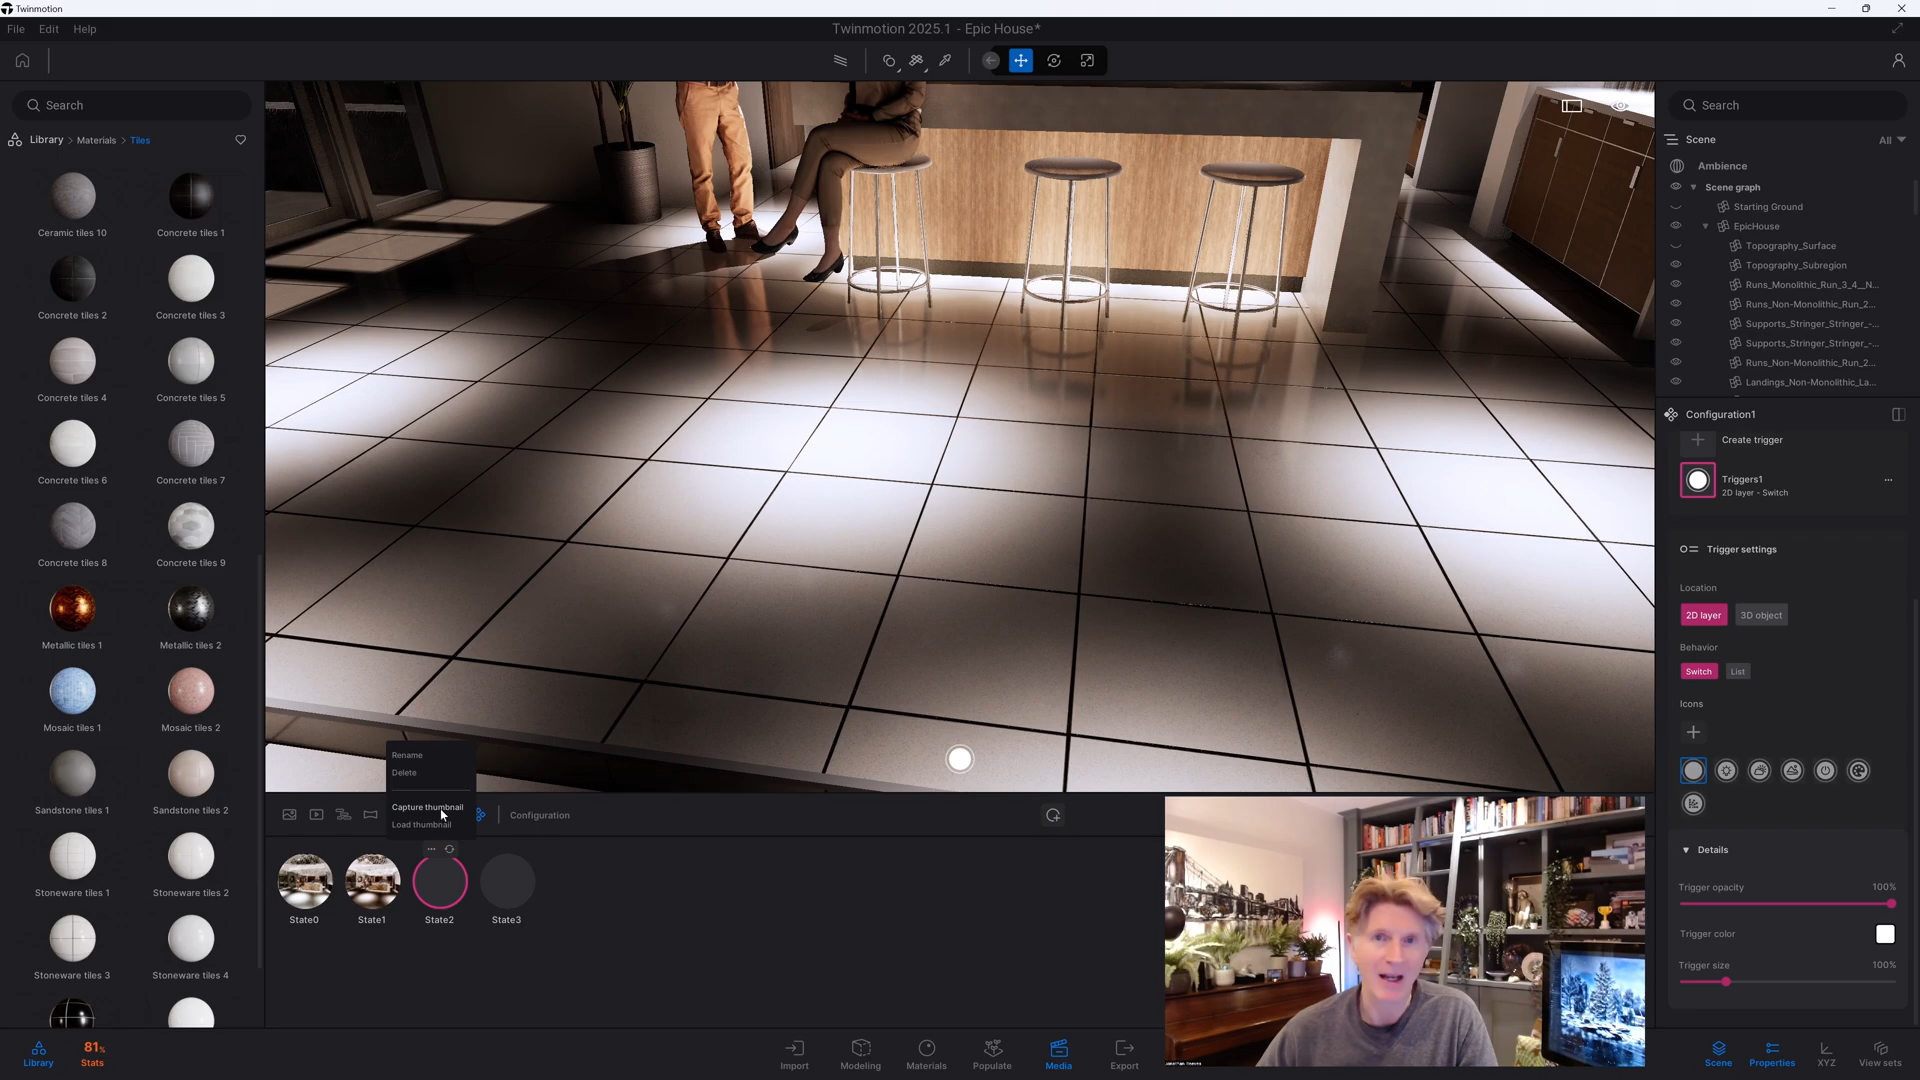 Twinmotion
File Edit Help
Twinmotion 2025.1 - Epic House*
Search
Library > Materials > Tiles
Ceramic tiles 10
Concrete tiles 1
Concrete tiles 2
Concrete tiles 3
Concrete tiles 4
Concrete tiles 5
Concrete tiles 6
Concrete tiles 7
Concrete tiles 8
Concrete tiles 9
Metallic tiles 1
Metallic tiles 2
Mosaic tiles 1
Mosaic tiles 2
Sandstone tiles 1
Sandstone tiles 2
Stoneware tiles 1
Stoneware tiles 2
Stoneware tiles 3
Stoneware tiles 4
Library
81%
Stats
Rename
Delete
Capture thumbnail
Load thumbnail
Configuration
State0
State1
State2
State3
Import
Modeling
Materials
Populate
Media
Export
Search
Scene
All
Ambience
Scene graph
Starting Ground
EpicHouse
Topography_Surface
Topography_Subregion
Runs_Monolithic_Run_3_4__N...
Runs_Non-Monolithic_Run_2...
Supports_Stringer_Stringer_-...
Supports_Stringer_Stringer_-...
Runs_Non-Monolithic_Run_2...
Landings_Non-Monolithic_La...
Configuration1
Create trigger
Triggers1
2D layer - Switch
Trigger settings
Location
2D layer 3D object
Behavior
Switch List
Icons
Details
Trigger opacity 100%
Trigger color
Trigger size 100%
Scene
Properties
XYZ
View sets